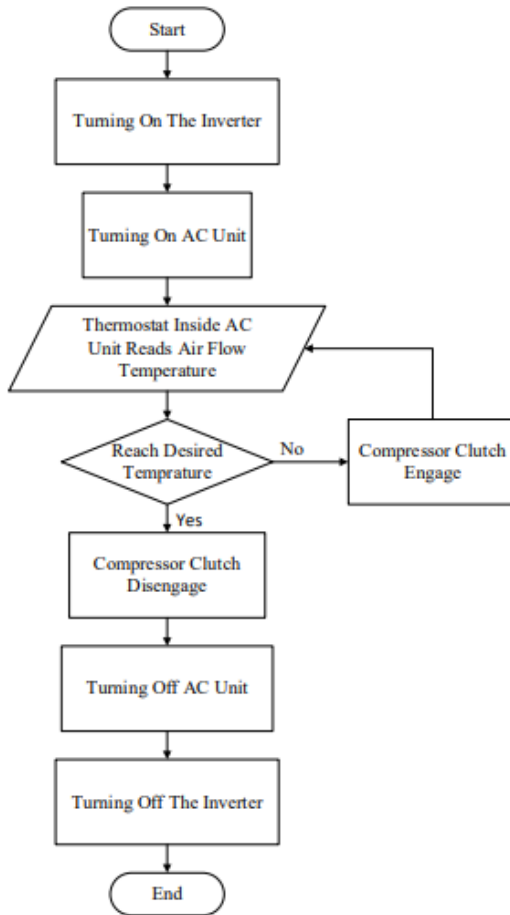 Start
Turning On The Inverter
Turning On AC Unit
Thermostat Inside AC
Unit Reads Air Flow
Temperature
Reach Desired
Temprature
No
Compressor Clutch
Engage
Yes
Compressor Clutch
Disengage
Turning Off AC Unit
Turning Off The Inverter
End